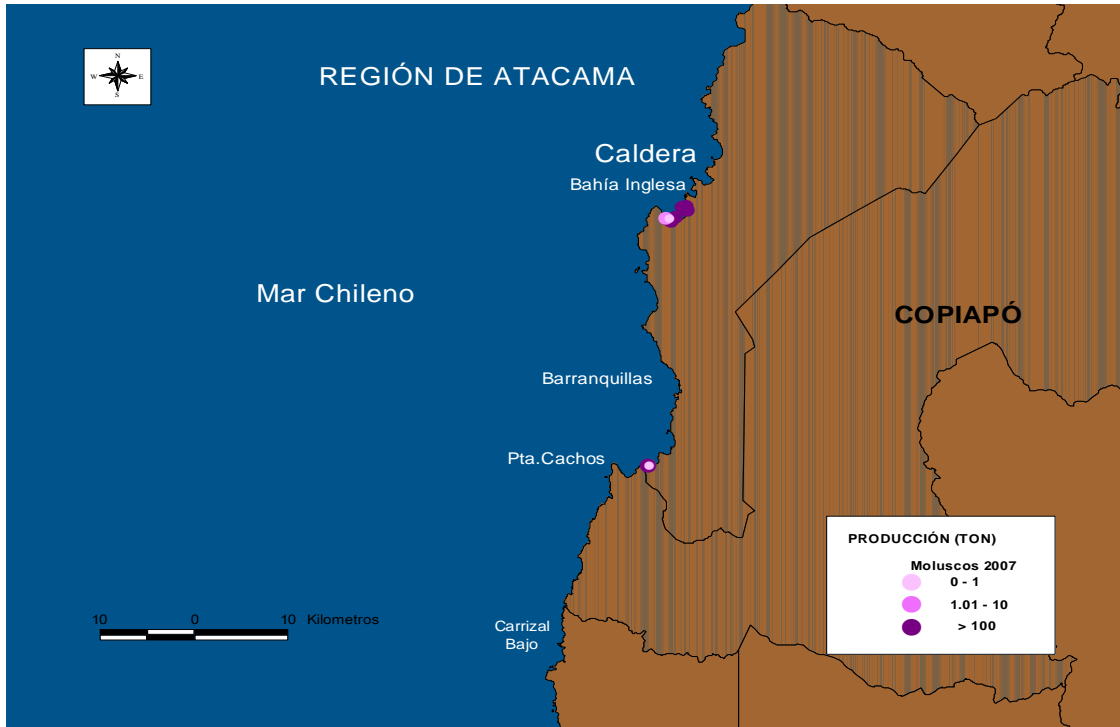 N
W E
S
REGIÓN DE ATACAMA
Caldera
Bahía Inglesa
Mar Chileno
COPIAPÓ
Barranquillas
Pta.Cachos
PRODUCCIÓN (TON)
Moluscos 2007
0 - 1
1.01 - 10
> 100
10 0 10 Kilometros
Carrizal
Bajo